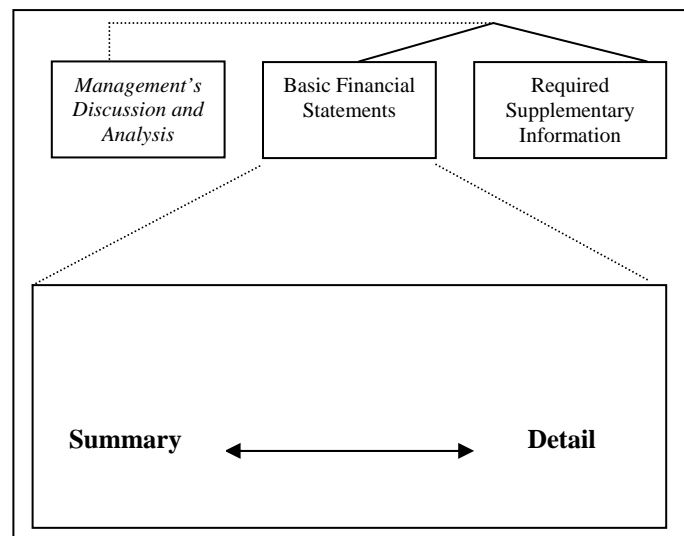 Management's
Discussion and
Analysis
Basic Financial
Statements
Required
Supplementary
Information
Summary
Detail